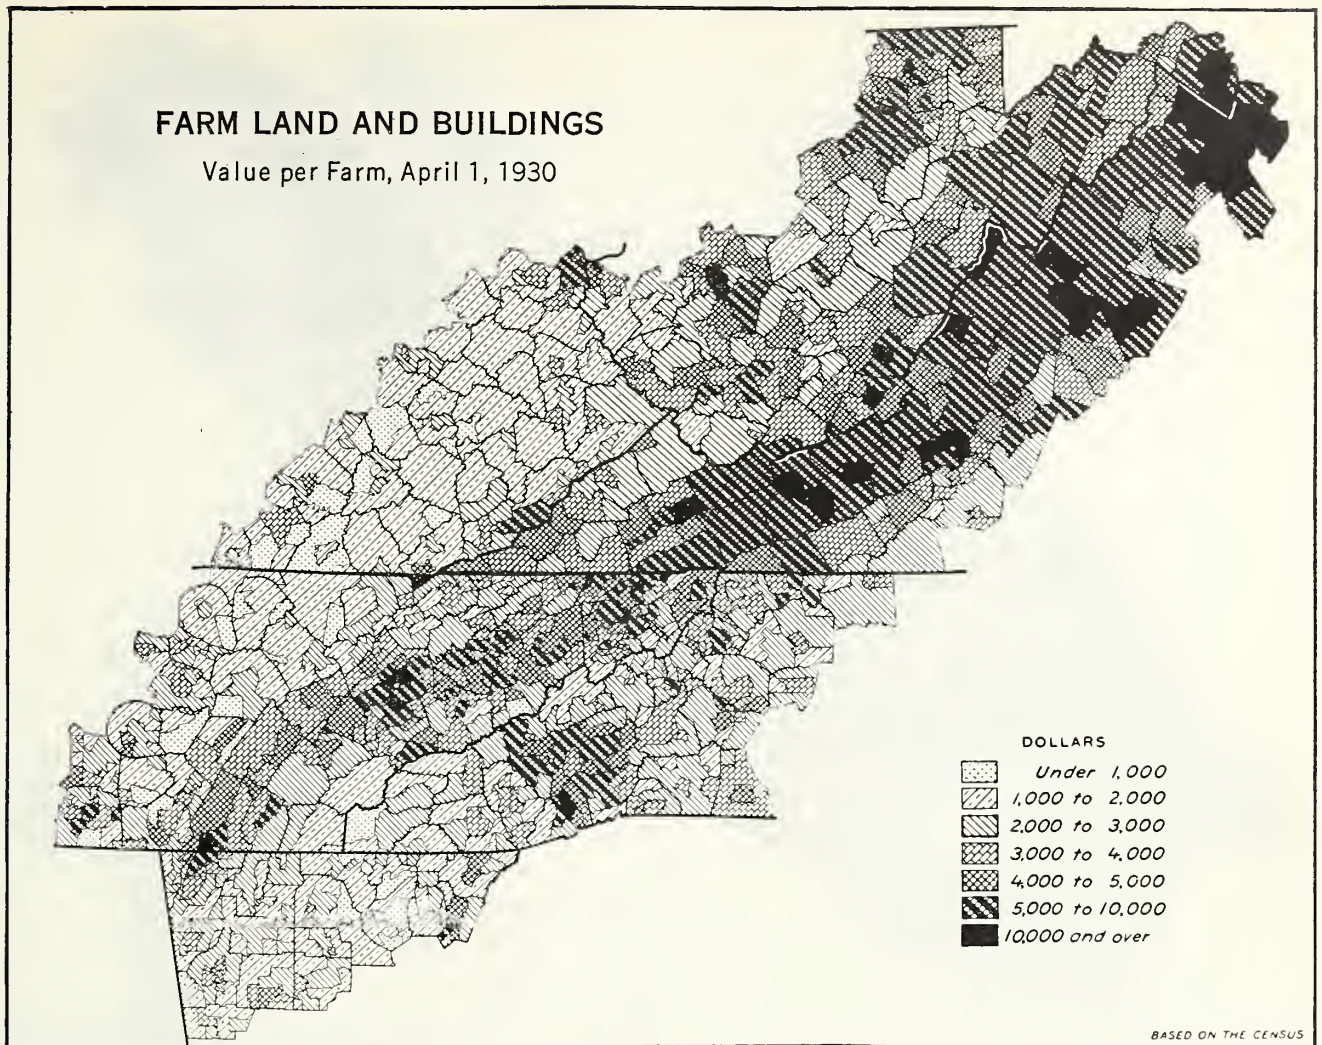 FARM LAND AND BUILDINGS
Value per Farm, April 1, 1930
DOLLARS
Under 1,000
1,000 to 2,000
2,000 to 3,000
3,000 to 4,000
4,000 to 5,000
5,000 to 10,000
10,000 and over
BASED ON THE CENSUS